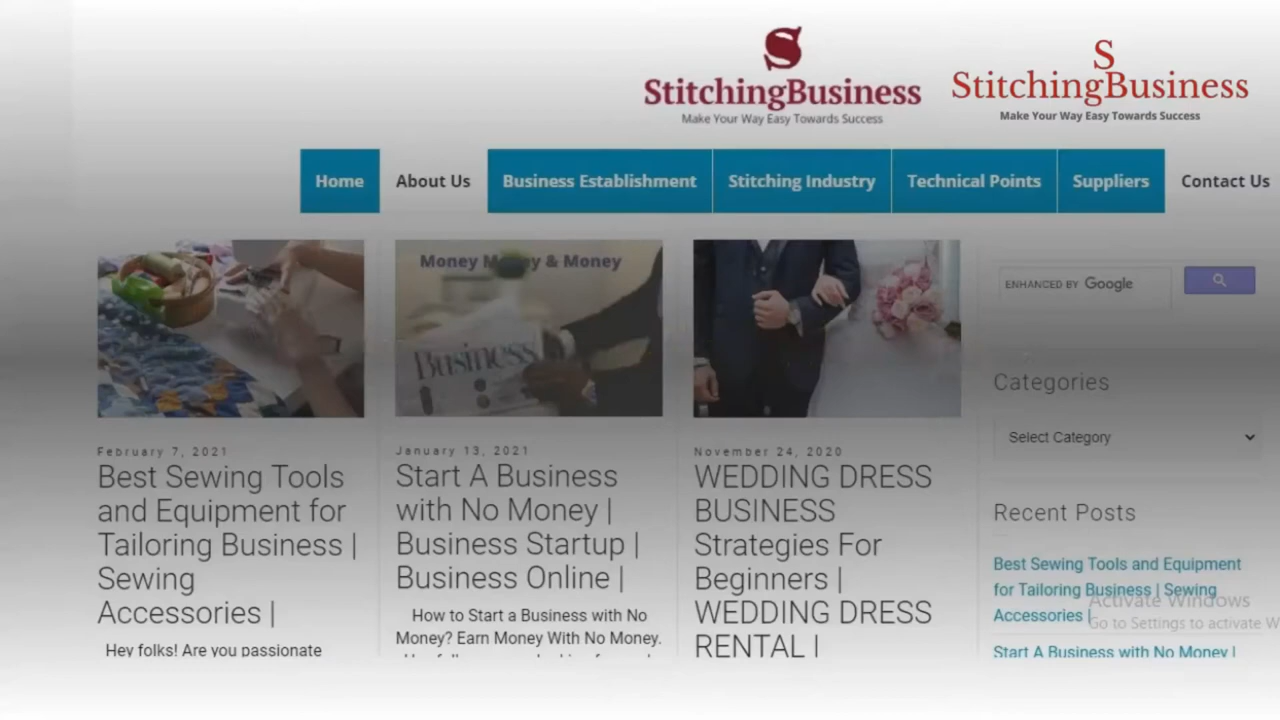 S
StitchingBusiness
Make Your Way Easy Towards Success
S
StitchingBusiness
Make Your Way Easy Towards Success
Home
About Us
Business Establishment
Stitching Industry
Technical Points
Suppliers
Contact Us
Money Money & Money
Business
ENHANCED BY Google
Categories
Select Category
February 7, 2021
Best Sewing Tools
and Equipment for
Tailoring Business |
Sewing
Accessories |
Hey folks! Are you passionate
January 13, 2021
Start A Business
with No Money |
Business Startup |
Business Online |
How to Start a Business with No
Money? Earn Money With No Money.
November 24, 2020
WEDDING DRESS
BUSINESS
Strategies For
Beginners |
WEDDING DRESS
RENTAL |
Recent Posts
Best Sewing Tools and Equipment
for Tailoring Business | Sewing
Accessories |
Start A Business with No Money |
Activate Windows
Go to Settings to activate W